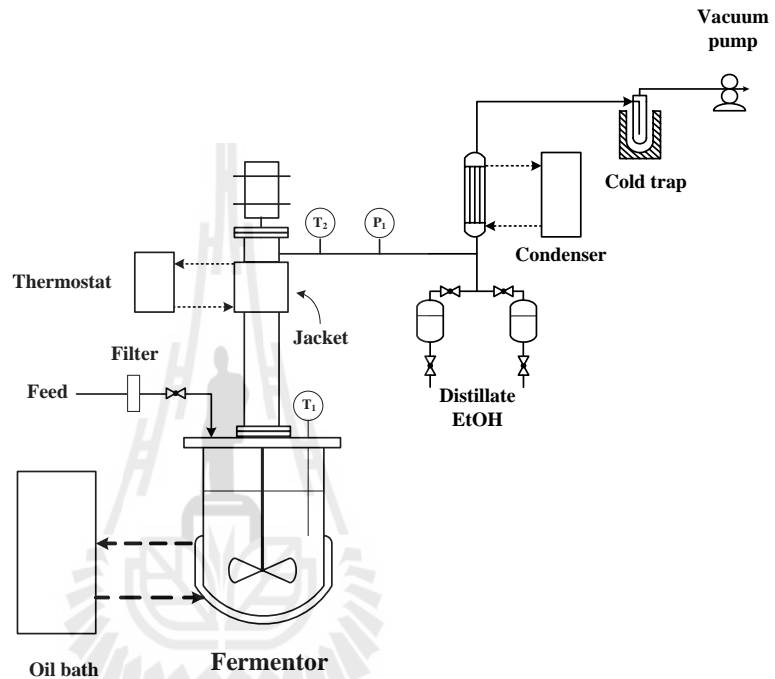 Vacuum
pump
Cold trap
T2
P1
Condenser
Thermostat
Jacket
Filter
Feed
Distillate
EtOH
T1
Oil bath
Fermentor